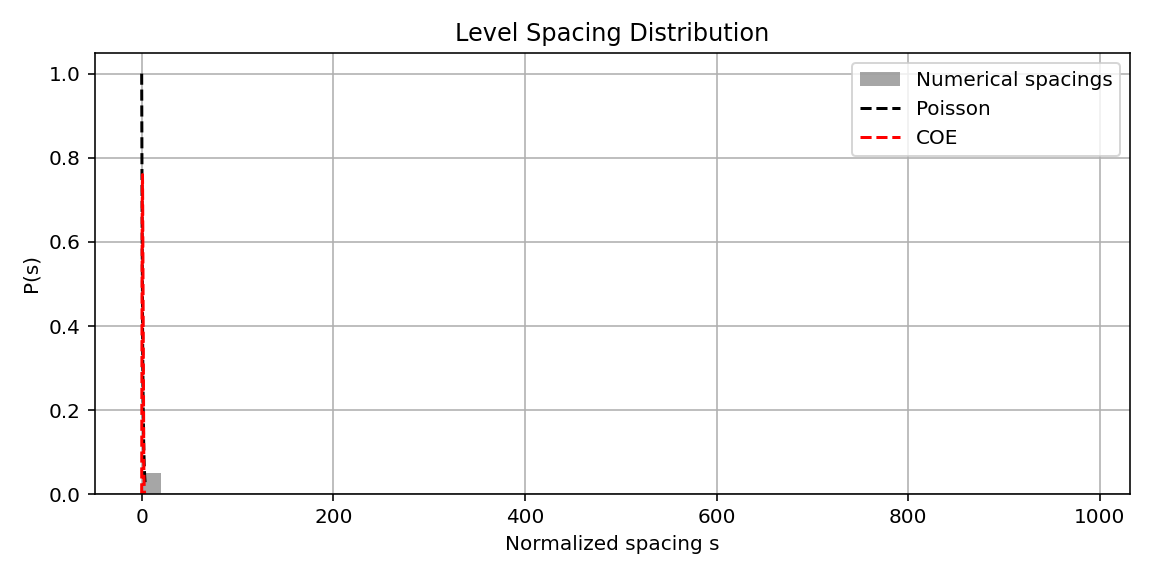 Level Spacing Distribution
P(s)
1.0
0.8
0.6
0.4
0.2
0.0
Numerical spacings
Poisson
COE
0 200 400 600 800 1000
Normalized spacing s